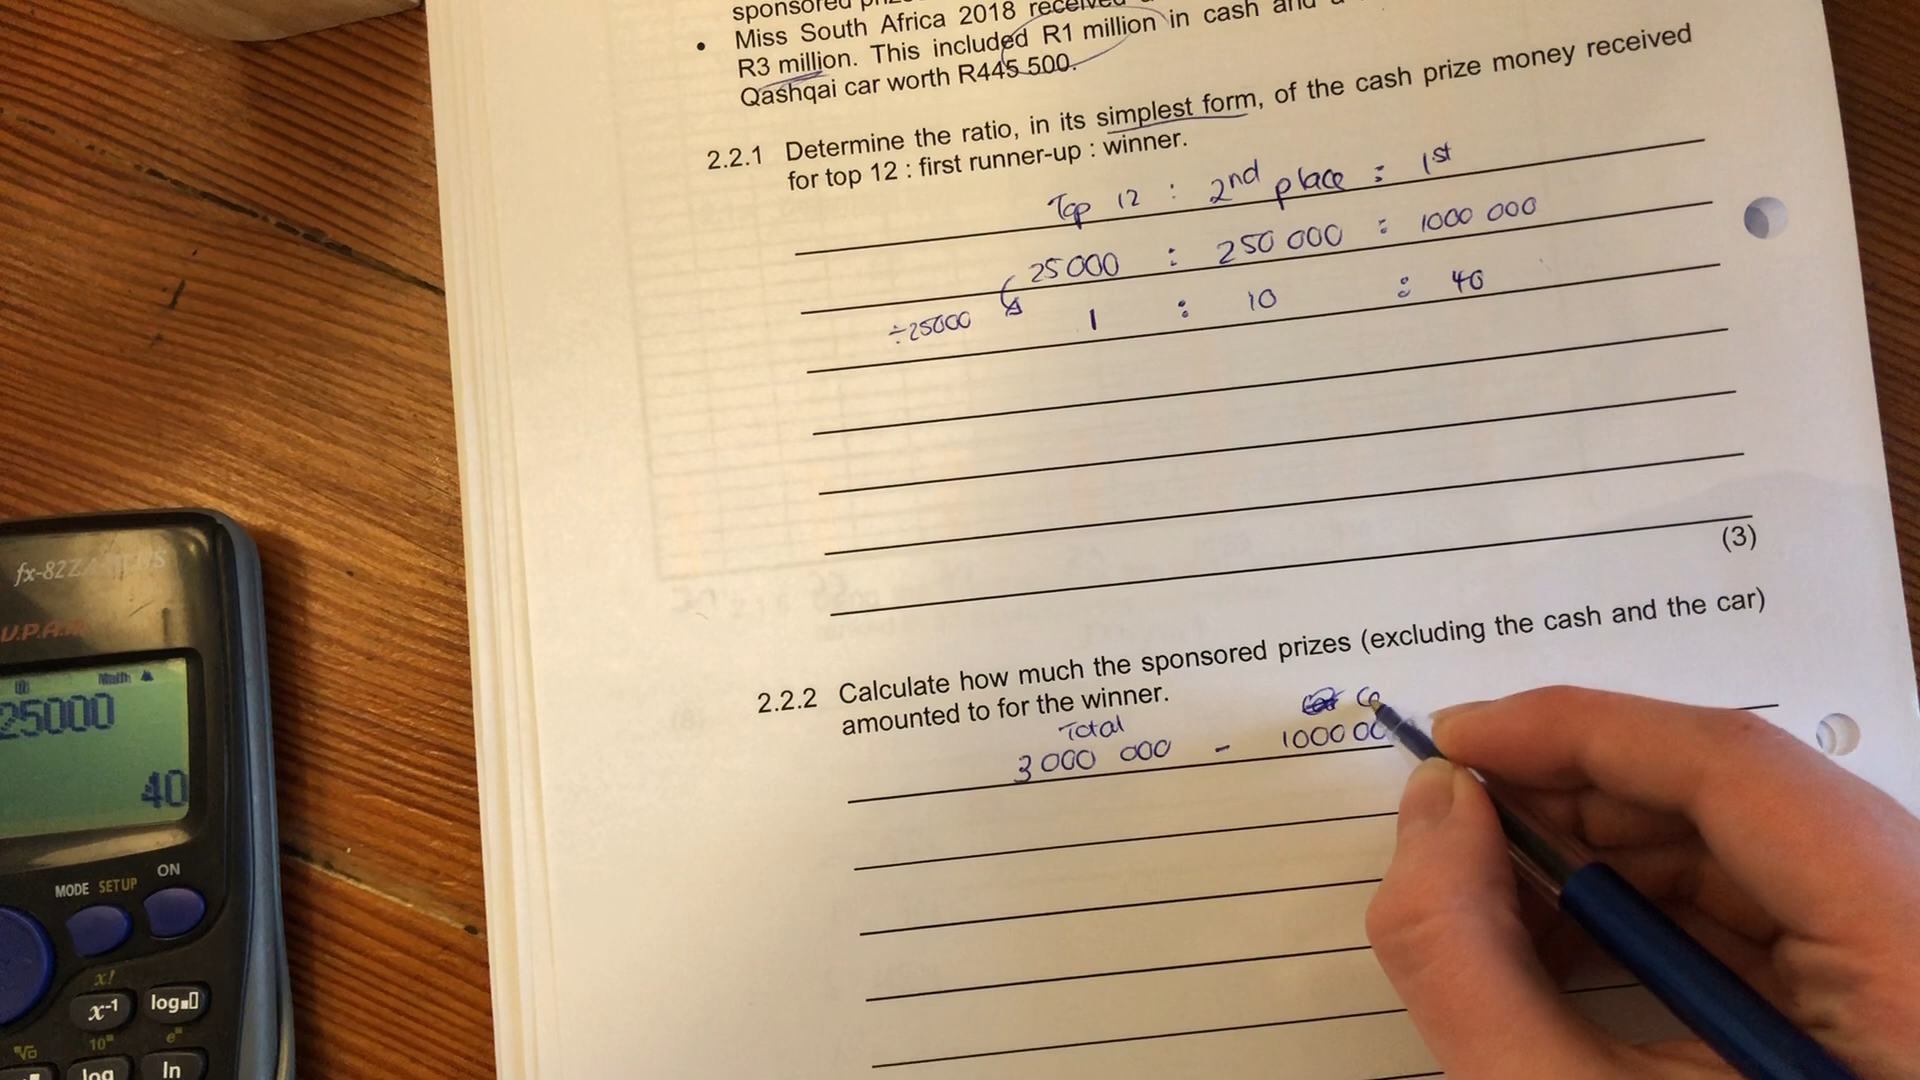 sponsored
Miss South Africa 2018 received
R3 million. This included R1 million in cash and a
Qashqai car worth R445 500.
2.2.1 Determine the ratio, in its simplest form, of the cash prize money received
for top 12 : first runner-up : winner.
Top 12 : 2nd place : 1st
25000 : 250 000 : 1000 000
÷25000 1 : 10 : 40
(3)
2.2.2 Calculate how much the sponsored prizes (excluding the cash and the car)
amounted to for the winner.
Total
3 000 000 - 1000 00
fx-82ZA PLUS
V.P.A.M.
Math
25000
40
MODE SETUP ON
x!
x-1 log
10
e
log ln